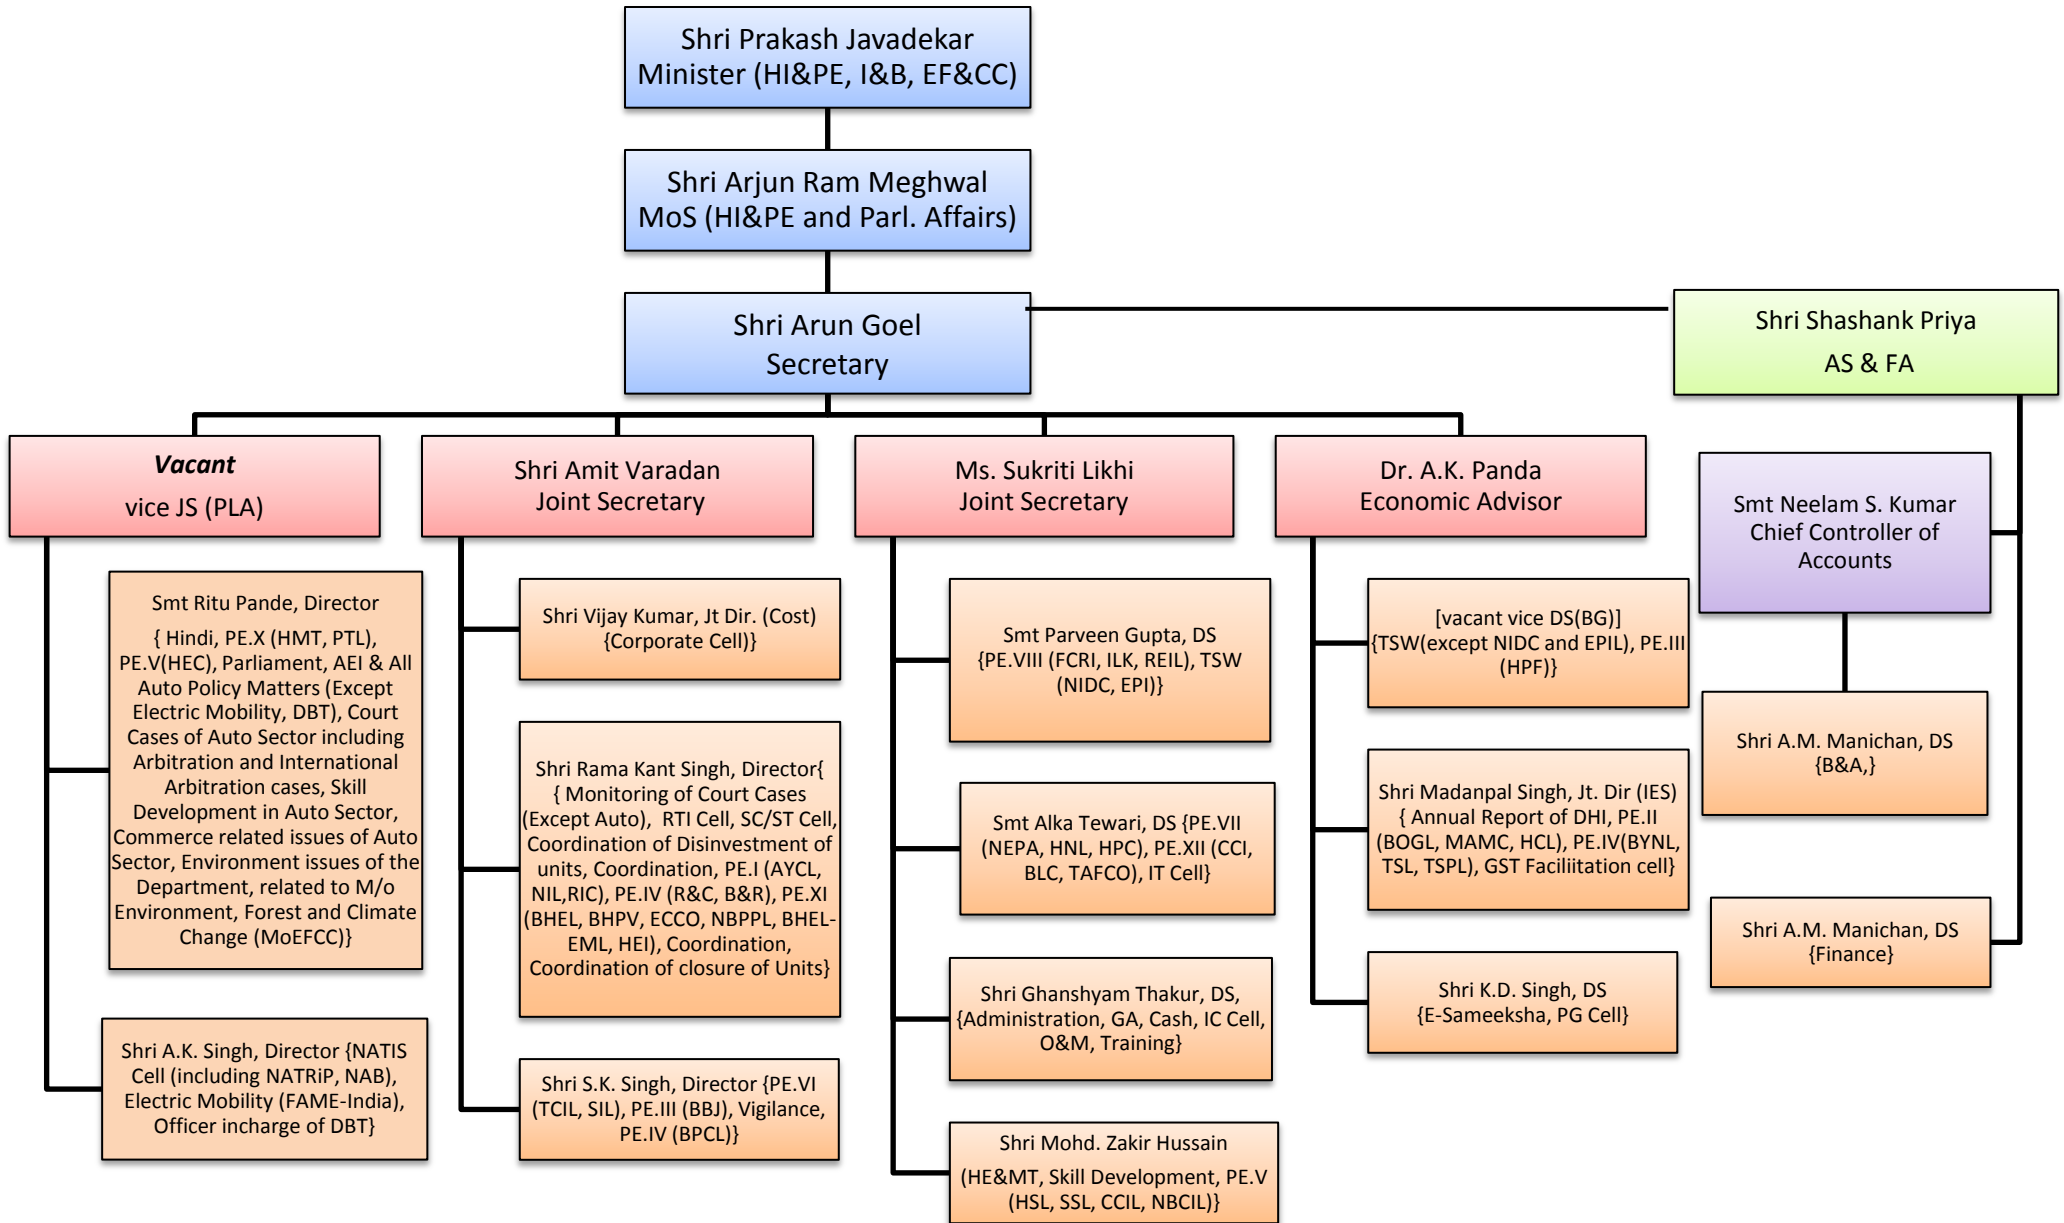 Shri Prakash Javadekar
Minister (HI&PE, I&B, EF&CC)
Shri Arjun Ram Meghwal
MoS (HI&PE and Parl. Affairs)
Shri Arun Goel
Secretary
Shri Shashank Priya
AS & FA
Vacant
vice JS (PLA)
Smt Ritu Pande, Director
{ Hindi, PE.X (HMT, PTL),
PE.V(HEC), Parliament, AEI & All
Auto Policy Matters (Except
Electric Mobility, DBT), Court
Cases of Auto Sector including
Arbitration and International
Arbitration cases, Skill
Development in Auto Sector,
Commerce related issues of Auto
Sector, Environment issues of the
Department, related to M/o
Environment, Forest and Climate
Change (MoEFCC)}
Shri A.K. Singh, Director {NATIS
Cell (including NATRiP, NAB),
Electric Mobility (FAME-India),
Officer incharge of DBT}
Shri Amit Varadan
Joint Secretary
Shri Vijay Kumar, Jt Dir. (Cost)
{Corporate Cell)}
Shri Rama Kant Singh, Director{
{ Monitoring of Court Cases
(Except Auto), RTI Cell, SC/ST Cell,
Coordination of Disinvestment of
units, Coordination, PE.I (AYCL,
NIL,RIC), PE.IV (R&C, B&R), PE.XI
(BHEL, BHPV, ECCO, NBPPL, BHEL-
EML, HEI), Coordination,
Coordination of closure of Units}
Shri S.K. Singh, Director {PE.VI
(TCIL, SIL), PE.III (BBJ), Vigilance,
PE.IV (BPCL)}
Ms. Sukriti Likhi
Joint Secretary
Smt Parveen Gupta, DS
{PE.VIII (FCRI, ILK, REIL), TSW
(NIDC, EPI)}
Smt Alka Tewari, DS {PE.VII
(NEPA, HNL, HPC), PE.XII (CCI,
BLC, TAFCO), IT Cell}
Shri Ghanshyam Thakur, DS,
{Administration, GA, Cash, IC Cell,
O&M, Training}
Shri Mohd. Zakir Hussain
(HE&MT, Skill Development, PE.V
(HSL, SSL, CCIL, NBCIL)}
Dr. A.K. Panda
Economic Advisor
[vacant vice DS(BG)]
{TSW(except NIDC and EPIL), PE.III
(HPF)}
Shri Madanpal Singh, Jt. Dir (IES)
{ Annual Report of DHI, PE.II
(BOGL, MAMC, HCL), PE.IV(BYNL,
TSL, TSPL), GST Faciliitation cell}
Shri K.D. Singh, DS
{E-Sameeksha, PG Cell}
Smt Neelam S. Kumar
Chief Controller of
Accounts
Shri A.M. Manichan, DS
{B&A,}
Shri A.M. Manichan, DS
{Finance}